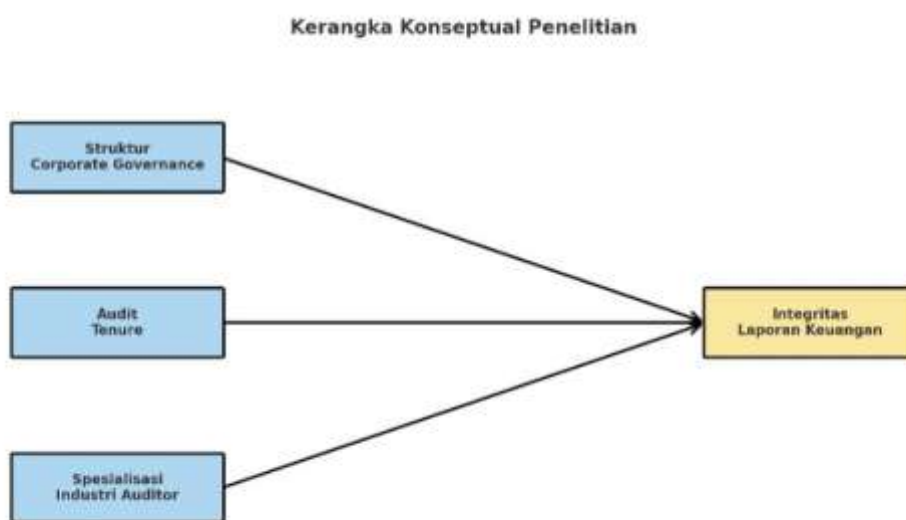 Kerangka Konseptual Penelitian
Struktur
Corporate Governance
Audit
Tenure
Integritas
Laporan Keuangan
Spesialisasi
Industri Auditor